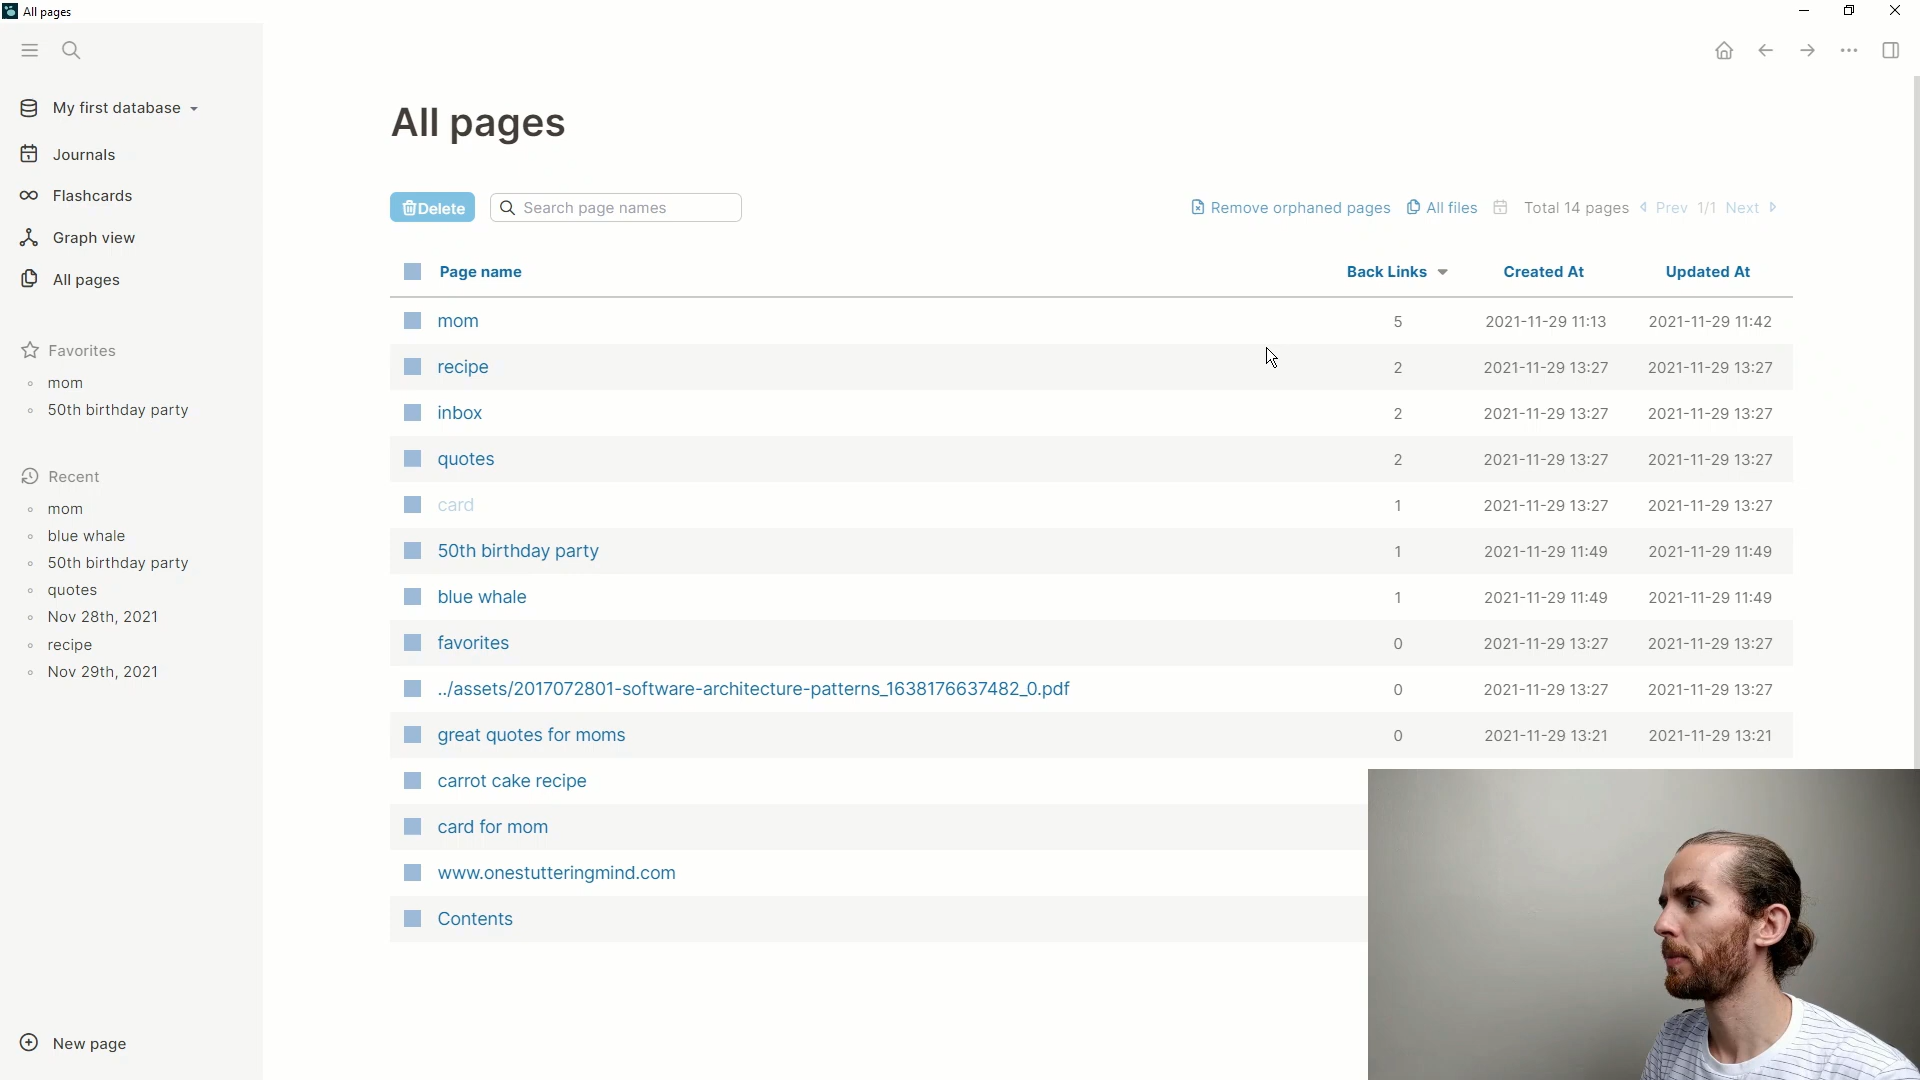 All pages
My first database
Journals
Flashcards
Graph view
All pages
Favorites
mom
50th birthday party
Recent
mom
blue whale
50th birthday party
quotes
Nov 28th, 2021
recipe
Nov 29th, 2021
New page
All pages
Delete
Search page names
Remove orphaned pages All files Total 14 pages Prev 1/1 Next
Page name Back Links Created At Updated At
mom 5 2021-11-29 11:13 2021-11-29 11:42
recipe 2 2021-11-29 13:27 2021-11-29 13:27
inbox 2 2021-11-29 13:27 2021-11-29 13:27
quotes 2 2021-11-29 13:27 2021-11-29 13:27
card 1 2021-11-29 13:27 2021-11-29 13:27
50th birthday party 1 2021-11-29 11:49 2021-11-29 11:49
blue whale 1 2021-11-29 11:49 2021-11-29 11:49
favorites 0 2021-11-29 13:27 2021-11-29 13:27
../assets/2017072801-software-architecture-patterns_1638176637482_0.pdf 0 2021-11-29 13:27 2021-11-29 13:27
great quotes for moms 0 2021-11-29 13:21 2021-11-29 13:21
carrot cake recipe
card for mom
www.onestutteringmind.com
Contents